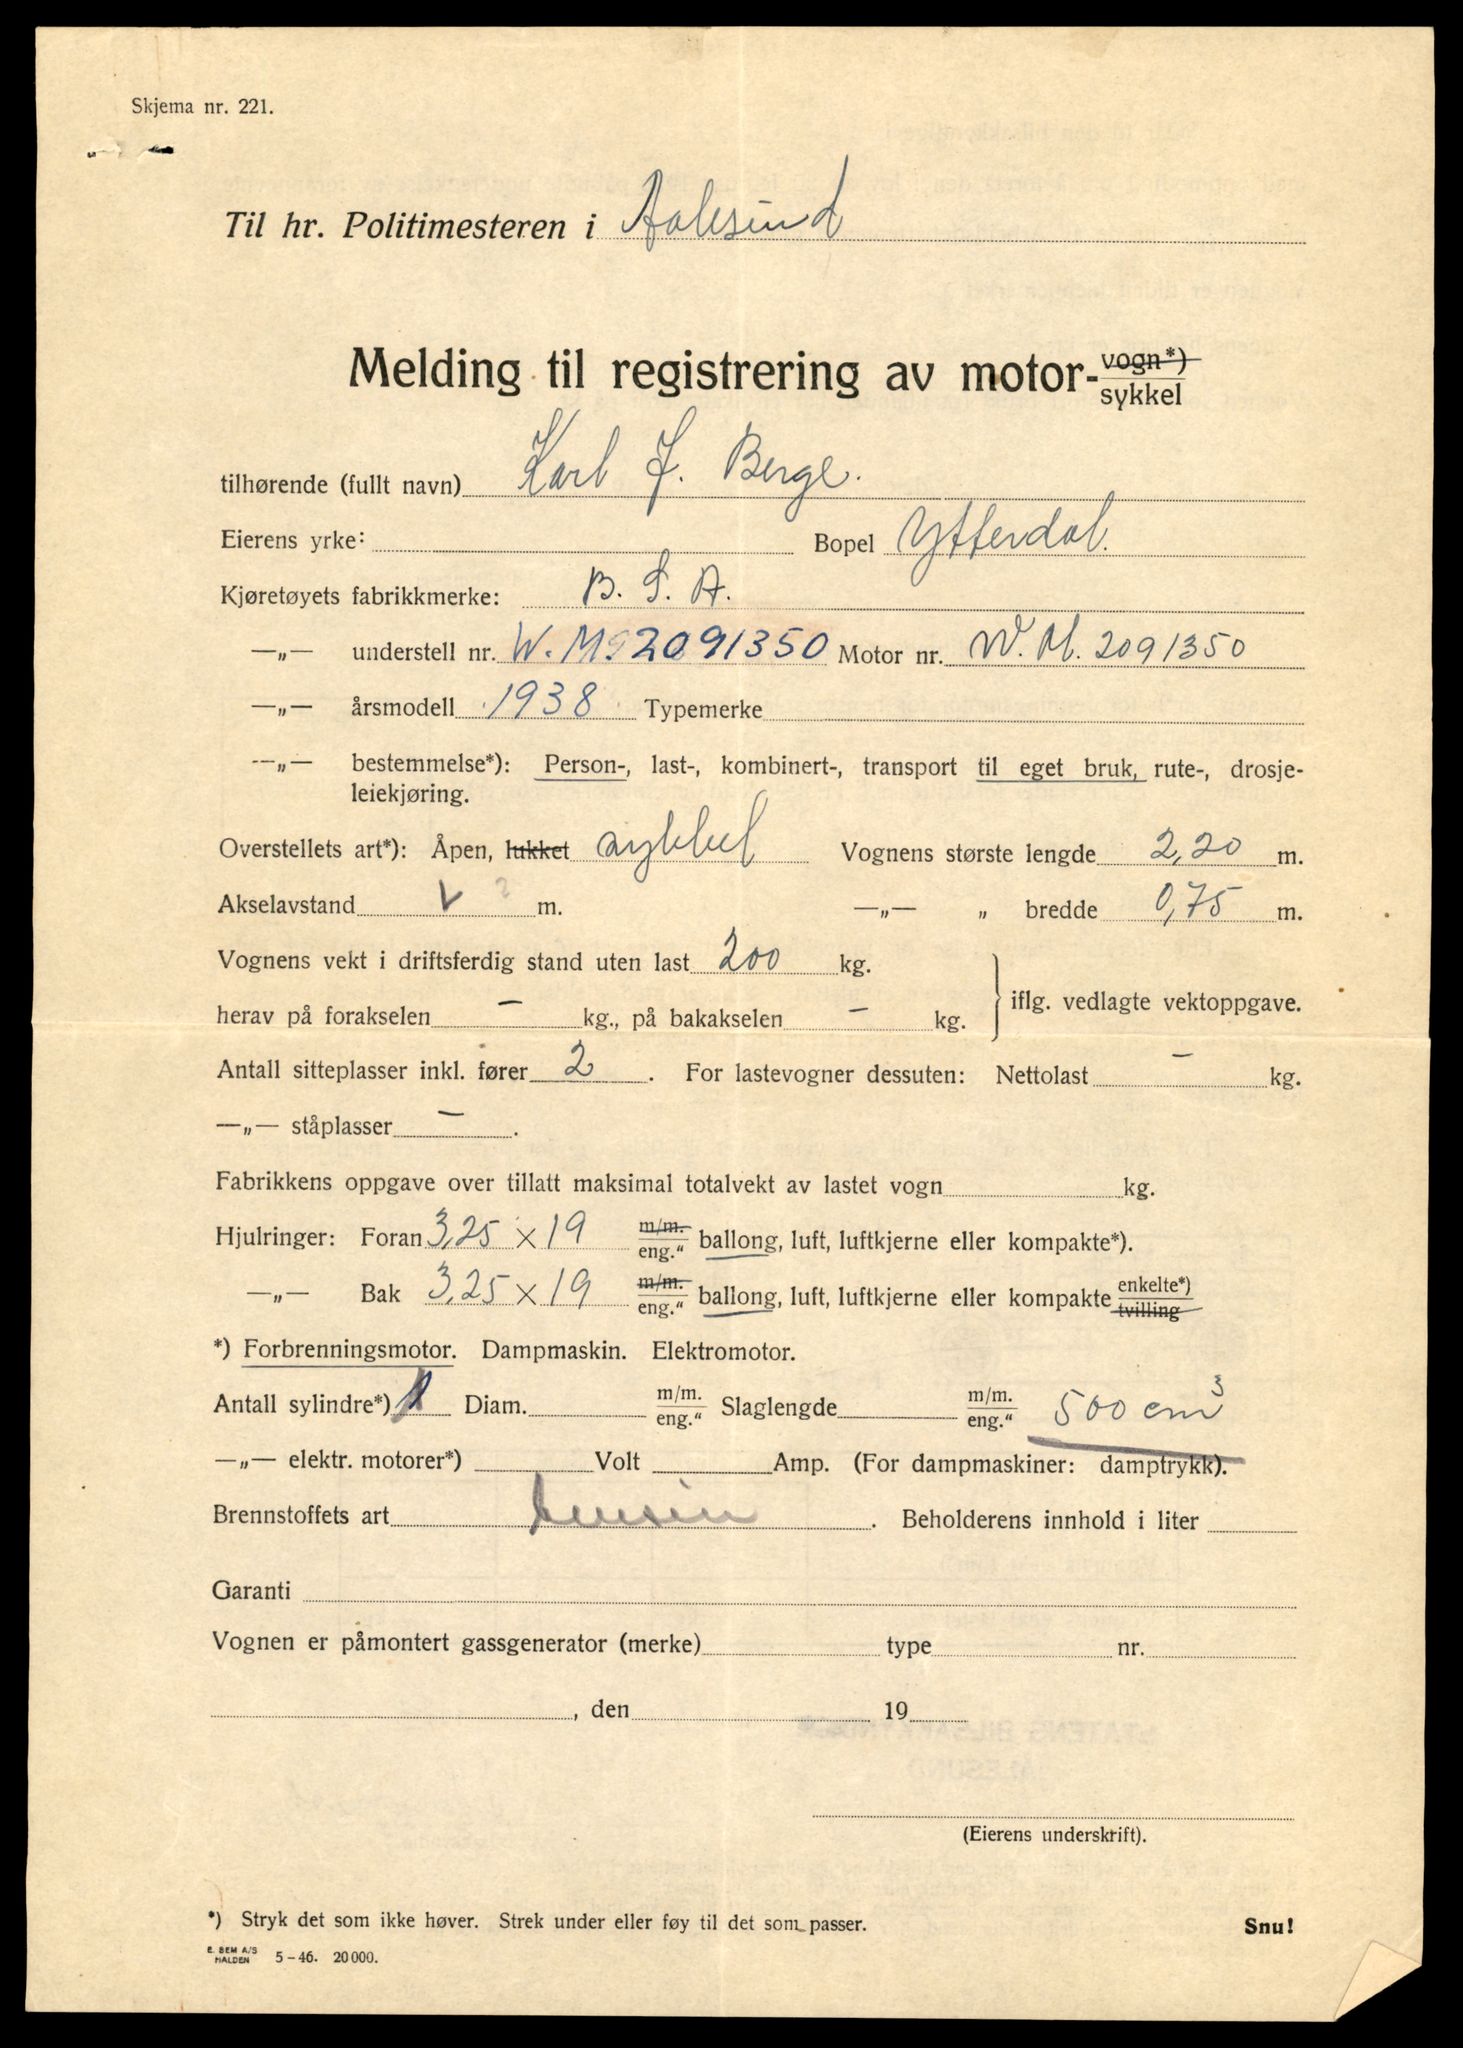 Skjema nr. 221.
Til hr. Politimesteren i Aalesund
Melding til registrering av motor- vogn*) sykkel
tilhørende (fullt navn) Karl J. Berge.
Eierens yrke: Bopel Ytterdal.
Kjøretøyets fabrikkmerke: B. S. A.
—„— understell nr. W. M 2091350 Motor nr. W. M. 2091350
—„— årsmodell 1938 Typemerke
—„— bestemmelse*): Person-, last-, kombinert-, transport til eget bruk, rute-, drosje-
leiekjøring.
Overstellets art*): Åpen, lukket sykkel Vognens største lengde 2,20 m.
Akselavstand m. —„— „ bredde 0,75 m.
Vognens vekt i driftsferdig stand uten last 200 kg.
herav på forakselen — kg., på bakakselen — kg. iflg. vedlagte vektoppgave.
Antall sitteplasser inkl. fører 2. For lastevogner dessuten: Nettolast — kg.
—„— ståplasser —.
Fabrikkens oppgave over tillatt maksimal totalvekt av lastet vogn kg.
Hjulringer: Foran 3,25 × 19 m/m. eng.“ ballong, luft, luftkjerne eller kompakte*).
—„— Bak 3,25 × 19 m/m. eng.“ ballong, luft, luftkjerne eller kompakte enkelte*) tvilling
*) Forbrenningsmotor. Dampmaskin. Elektromotor.
Antall sylindre*) 1 Diam. m/m. eng.“ Slaglengde m/m. eng.“ 500 cm3
—„— elektr. motorer*) Volt Amp. (For dampmaskiner: damptrykk).
Brennstoffets art bensin. Beholderens innhold i liter
Garanti
Vognen er påmontert gassgenerator (merke) type nr.
, den 19
(Eierens underskrift).
*) Stryk det som ikke høver. Strek under eller føy til det som passer. Snu!
E. SEM A/S HALDEN 5-46. 20 000.